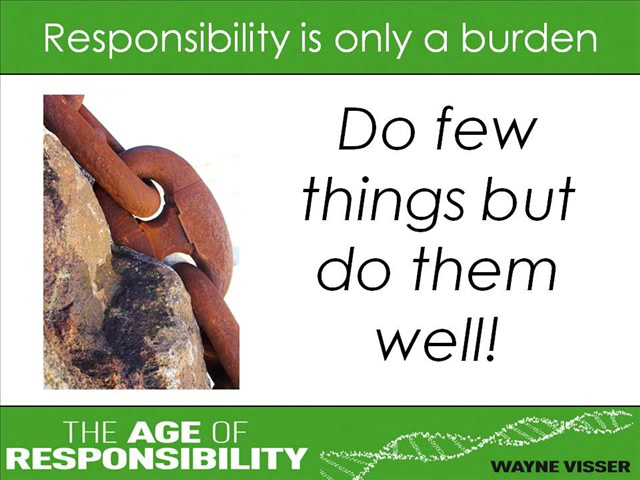 Responsibility is only a burden
Do few
things but
do them
well!
THE AGE OF
RESPONSIBILITY
WAYNE VISSER